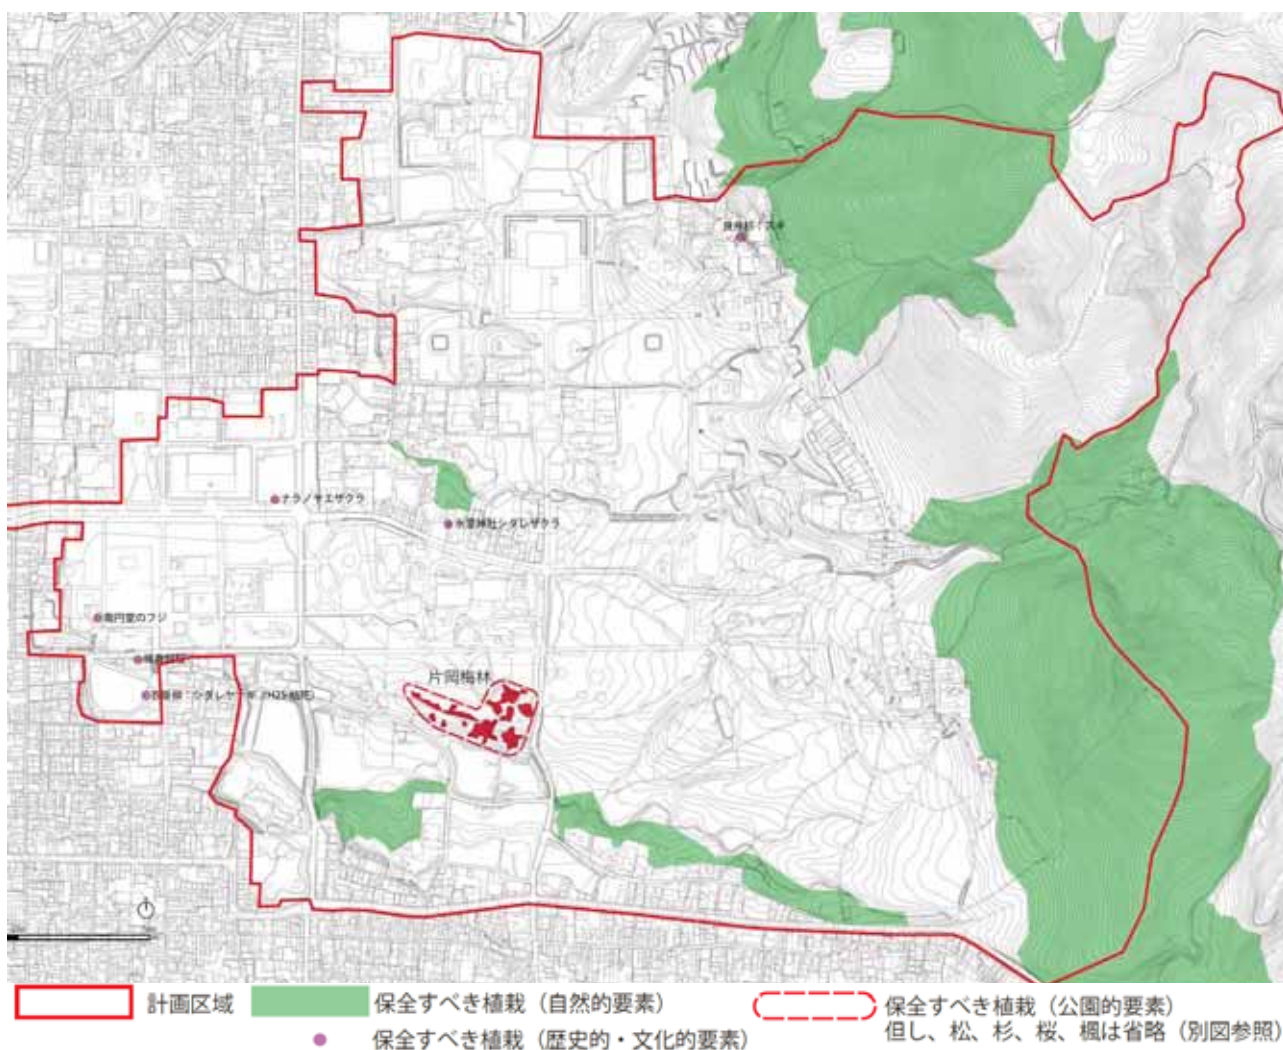 ナラノヤエザクラ
氷室神社シダレザクラ
南円堂のフジ
片岡梅林
計画区域
保全すべき植栽（自然的要素）
保全すべき植栽（公園的要素）
但し、松、杉、桜、楓は省略（別図参照）
保全すべき植栽（歴史的・文化的要素）